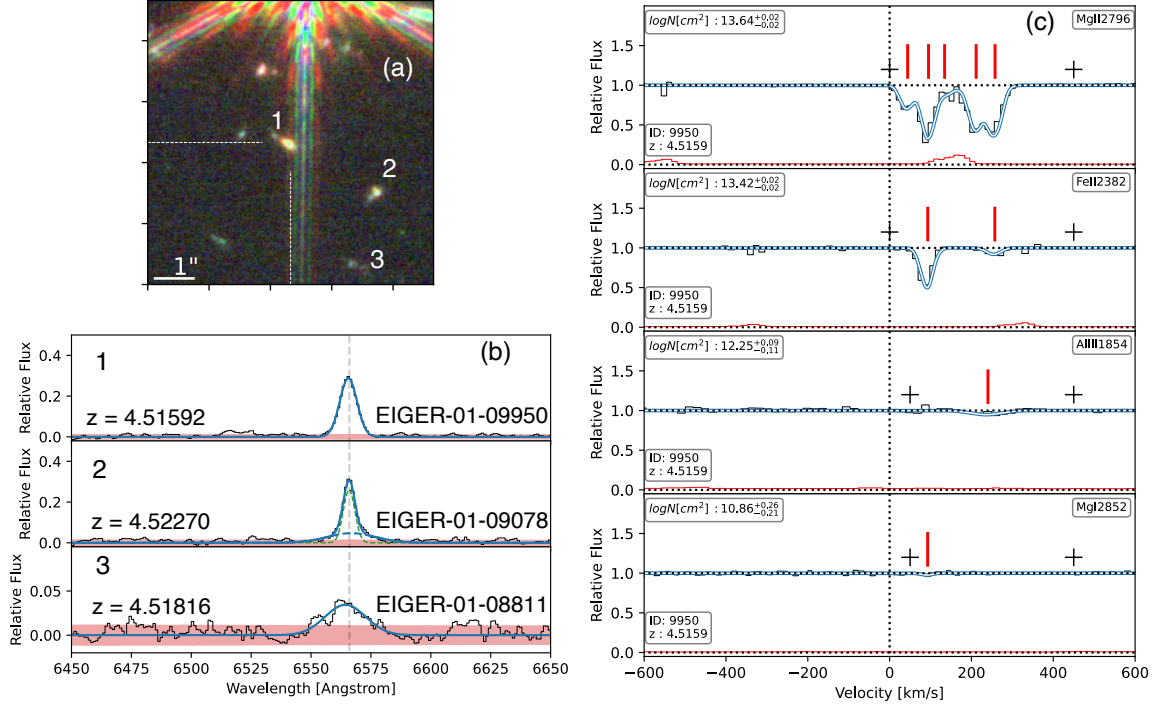 (a)
1
2
3
1"
(b)
Relative Flux
0.4
0.2
0.0
1
z = 4.51592
EIGER-01-09950
Relative Flux
0.4
0.2
0.0
2
z = 4.52270
EIGER-01-09078
Relative Flux
0.05
0.00
3
z = 4.51816
EIGER-01-08811
6450 6475 6500 6525 6550 6575 6600 6625 6650
Wavelength [Angstrom]
(c)
Relative Flux
1.5
1.0
0.5
0.0
logN[cm²] : 13.64 +0.02 −0.02
MgII2796
ID: 9950
z : 4.5159
Relative Flux
1.5
1.0
0.5
0.0
logN[cm²] : 13.42 +0.02 −0.02
FeII2382
ID: 9950
z : 4.5159
Relative Flux
1.5
1.0
0.5
0.0
logN[cm²] : 12.25 +0.09 −0.11
AlIII1854
ID: 9950
z : 4.5159
Relative Flux
1.5
1.0
0.5
0.0
logN[cm²] : 10.86 +0.26 −0.21
MgI2852
ID: 9950
z : 4.5159
−600 −400 −200 0 200 400 600
Velocity [km/s]